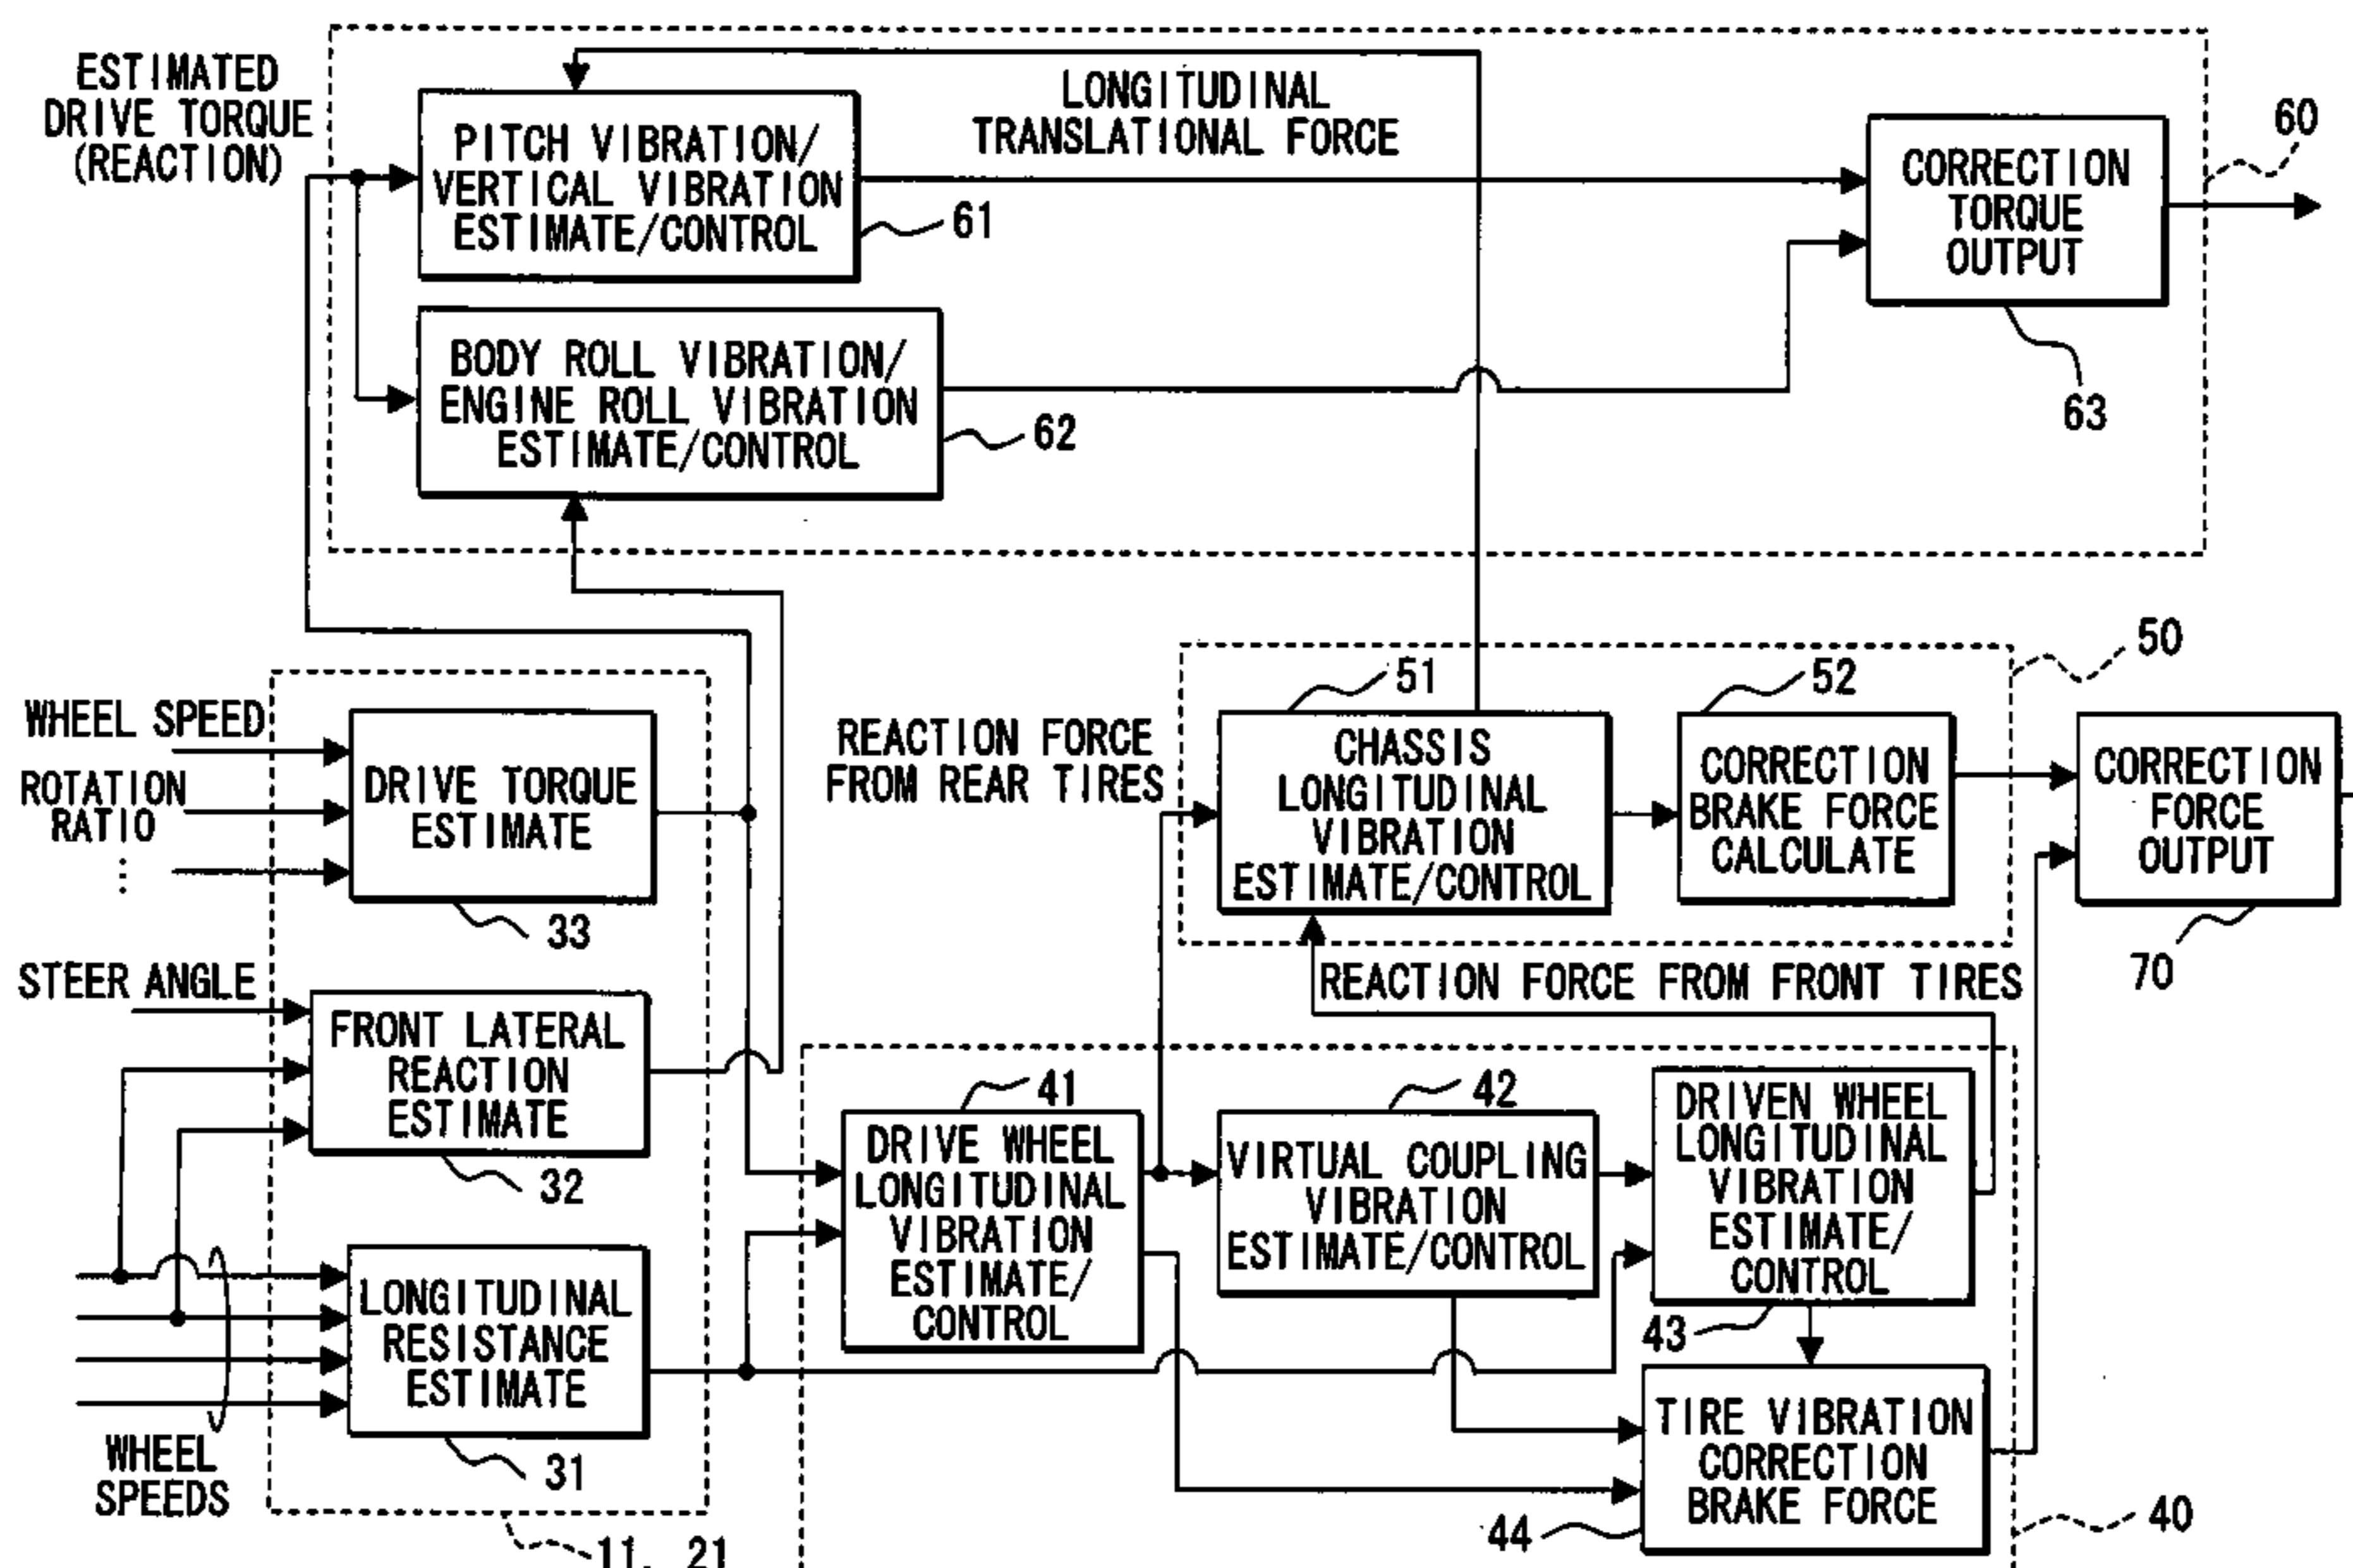 ESTIMATED
DRIVE TORQUE
(REACTION)
PITCH VIBRATION/
VERTICAL VIBRATION
ESTIMATE/CONTROL
61
LONGITUDINAL
TRANSLATIONAL FORCE
CORRECTION
TORQUE
OUTPUT
60
63
BODY ROLL VIBRATION/
ENGINE ROLL VIBRATION
ESTIMATE/CONTROL
62
WHEEL SPEED
ROTATION
RATIO
⋮
DRIVE TORQUE
ESTIMATE
33
STEER ANGLE
FRONT LATERAL
REACTION
ESTIMATE
32
LONGITUDINAL
RESISTANCE
ESTIMATE
31
WHEEL
SPEEDS
11, 21
REACTION FORCE
FROM REAR TIRES
51
CHASSIS
LONGITUDINAL
VIBRATION
ESTIMATE/CONTROL
52
CORRECTION
BRAKE FORCE
CALCULATE
50
CORRECTION
FORCE
OUTPUT
70
REACTION FORCE FROM FRONT TIRES
41
DRIVE WHEEL
LONGITUDINAL
VIBRATION
ESTIMATE/
CONTROL
42
VIRTUAL COUPLING
VIBRATION
ESTIMATE/CONTROL
DRIVEN WHEEL
LONGITUDINAL
VIBRATION
ESTIMATE/
CONTROL
43
TIRE VIBRATION
CORRECTION
BRAKE FORCE
44
40